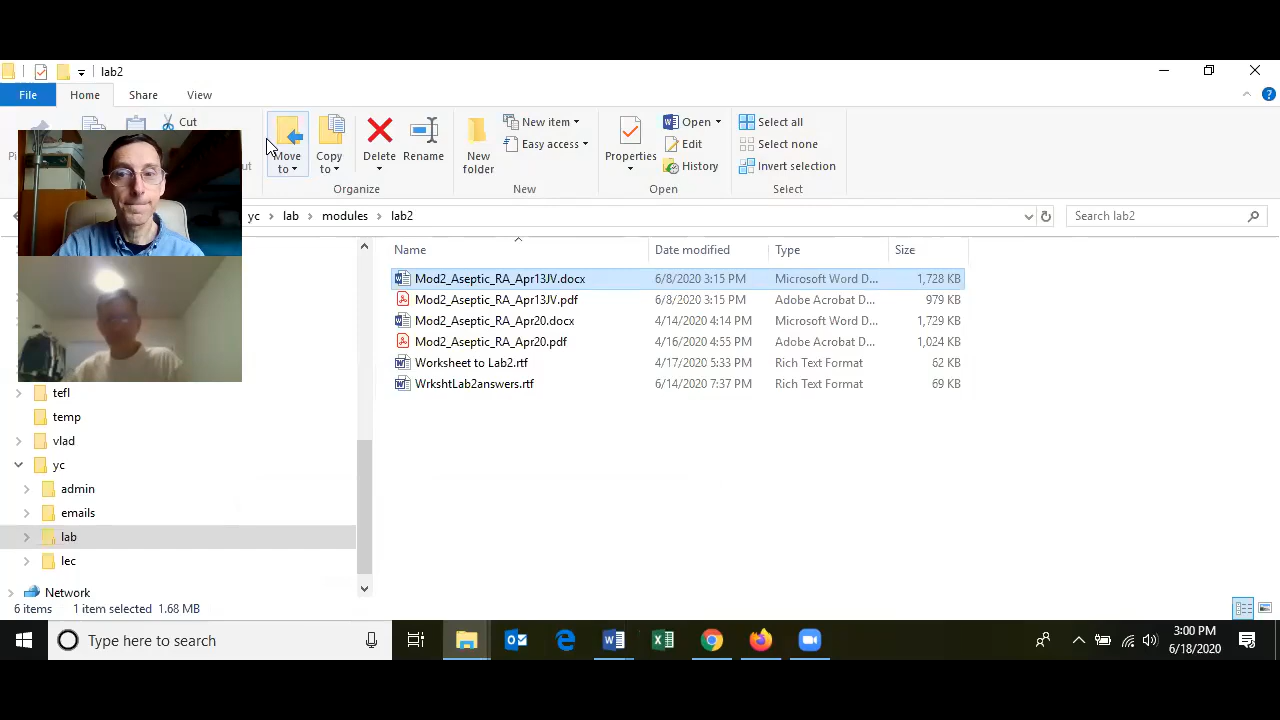 lab2
File Home Share View
Cut
Move to
Copy to
Delete
Rename
Organize
New folder
New item
Easy access
New
Properties
Open
Edit
History
Open
Select all
Select none
Invert selection
Select
yc > lab > modules > lab2
Search lab2
Name Date modified Type Size
Mod2_Aseptic_RA_Apr13JV.docx 6/8/2020 3:15 PM Microsoft Word D... 1,728 KB
Mod2_Aseptic_RA_Apr13JV.pdf 6/8/2020 3:15 PM Adobe Acrobat D... 979 KB
Mod2_Aseptic_RA_Apr20.docx 4/14/2020 4:14 PM Microsoft Word D... 1,729 KB
Mod2_Aseptic_RA_Apr20.pdf 4/16/2020 4:55 PM Adobe Acrobat D... 1,024 KB
Worksheet to Lab2.rtf 4/17/2020 5:33 PM Rich Text Format 62 KB
WrkshtLab2answers.rtf 6/14/2020 7:37 PM Rich Text Format 69 KB
tefl
temp
vlad
yc
admin
emails
lab
lec
Network
6 items 1 item selected 1.68 MB
Type here to search
3:00 PM
6/18/2020